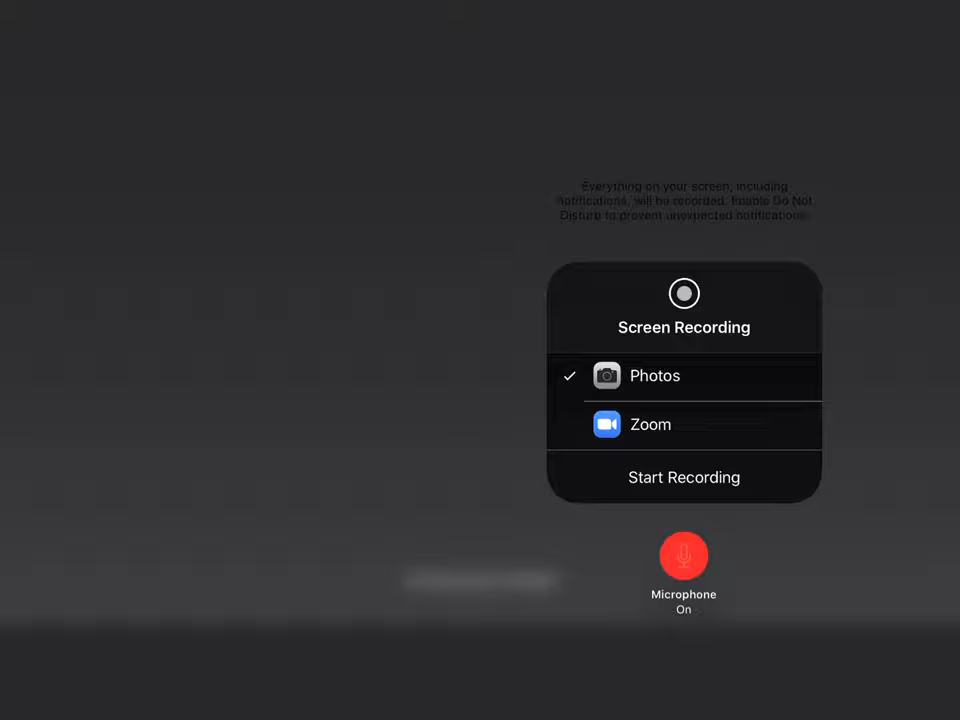 Everything on your screen, including
notifications, will be recorded. Enable Do Not
Disturb to prevent unexpected notifications.
Screen Recording
Photos
Zoom
Start Recording
Microphone
On